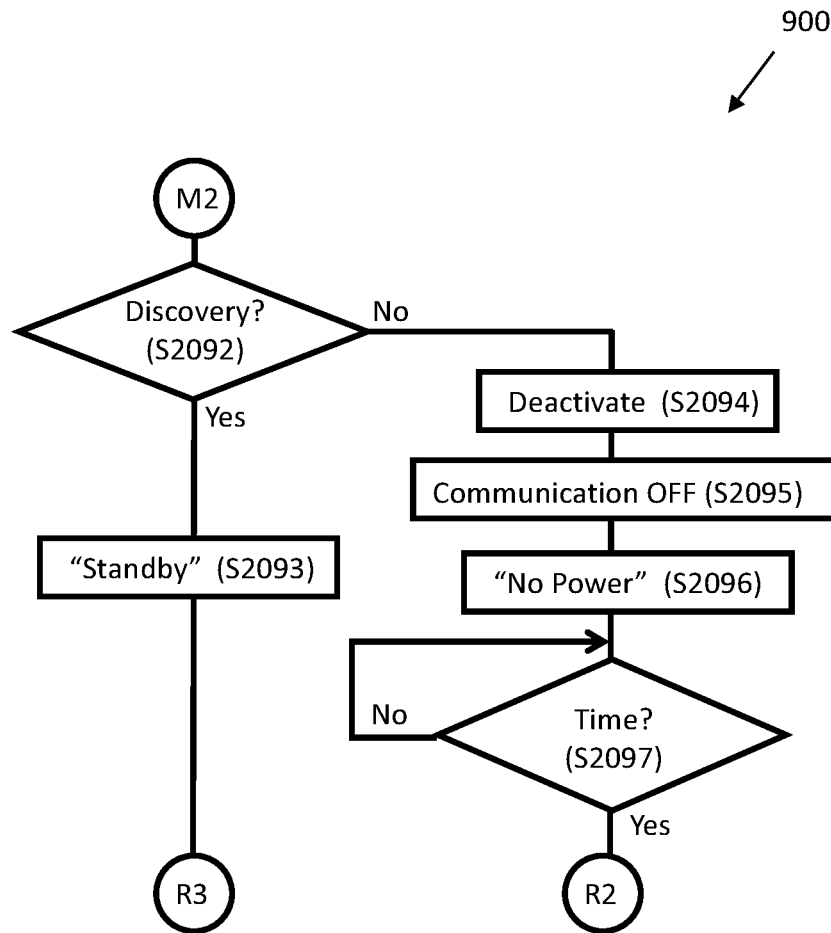 900
M2
Discovery?
(S2092)
No
Yes
Deactivate (S2094)
Communication OFF (S2095)
“Standby” (S2093)
“No Power” (S2096)
No
Time?
(S2097)
Yes
R3
R2